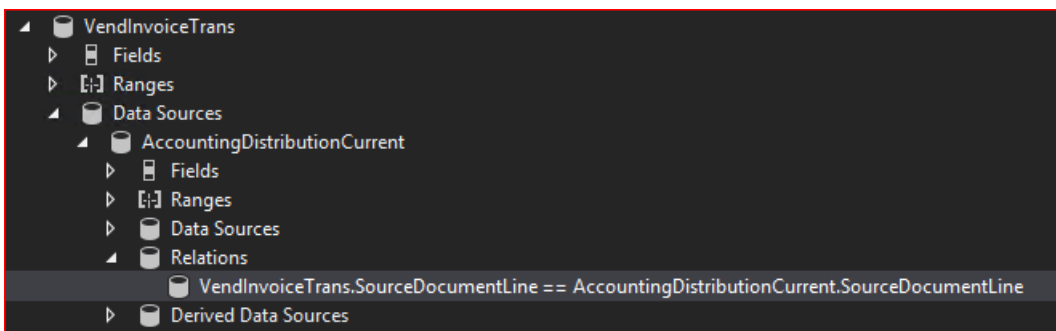 VendInvoiceTrans
Fields
Ranges
Data Sources
AccountingDistributionCurrent
Fields
Ranges
Data Sources
Relations
VendInvoiceTrans.SourceDocumentLine == AccountingDistributionCurrent.SourceDocumentLine
Derived Data Sources